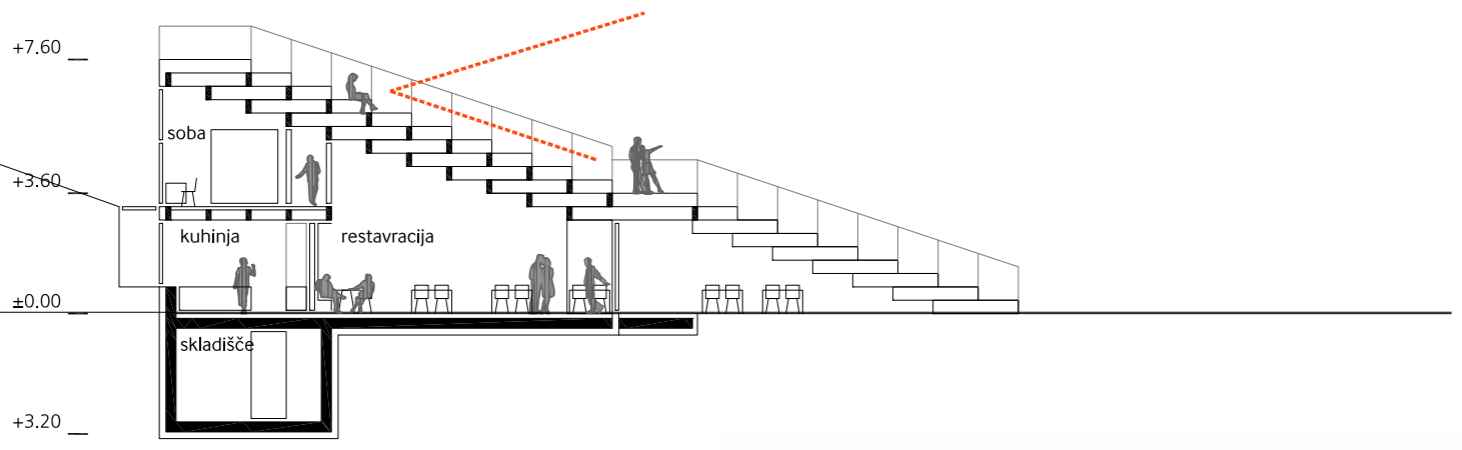 +7.60
soba
+3.60
kuhinja restavracija
±0.00
skladišče
+3.20